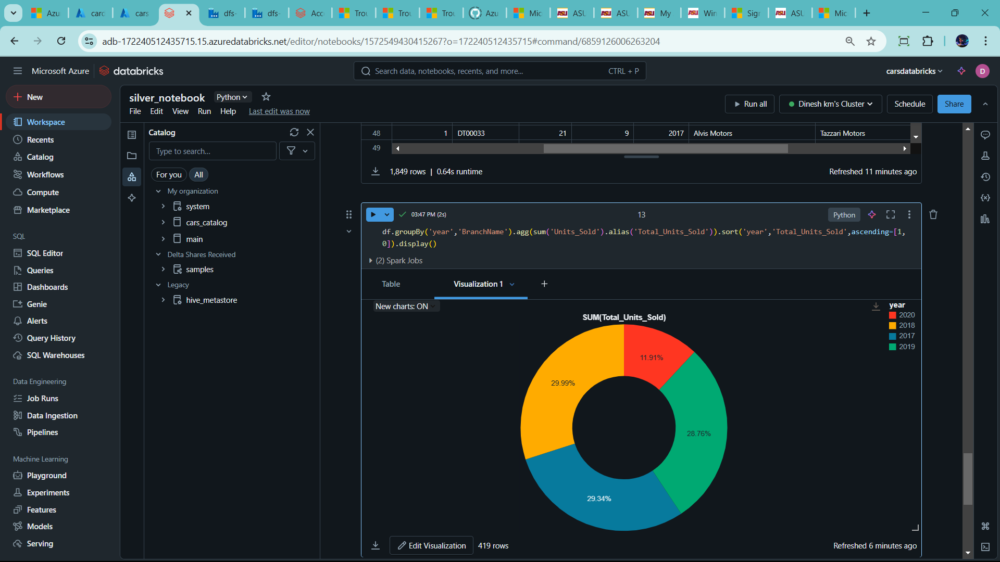 Azu
card
cars
dfs-
dfs-
Acc
Trou
Trou
Trou
Azu
Mic
ASU
ASU
My
Win
Sign
ASU
Mic
adb-172240512435715.15.azuredatabricks.net/editor/notebooks/1572549430415267?o=172240512435715#command/6859126006263204
Microsoft Azure
databricks
Search data, notebooks, recents, and more...
CTRL + P
carsdatabricks
D
New
Workspace
Recents
Catalog
Workflows
Compute
Marketplace
SQL
SQL Editor
Queries
Dashboards
Genie
Alerts
Query History
SQL Warehouses
Data Engineering
Job Runs
Data Ingestion
Pipelines
Machine Learning
Playground
Experiments
Features
Models
Serving
silver_notebook
Python
File
Edit
View
Run
Help
Last edit was now
Run all
Dinesh km's Cluster
Schedule
Share
Catalog
Type to search...
For you
All
My organization
system
cars_catalog
main
Delta Shares Received
samples
Legacy
hive_metastore
48 1 DT00033 21 9 2017 Alvis Motors Tazzari Motors
49
1,849 rows | 0.64s runtime
Refreshed 11 minutes ago
03:47 PM (2s)
13
Python
df.groupBy('year','BranchName').agg(sum('Units_Sold').alias('Total_Units_Sold')).sort('year','Total_Units_Sold',ascending=[1,
0]).display()
(2) Spark Jobs
Table
Visualization 1
New charts: ON
SUM(Total_Units_Sold)
year
2020
2018
2017
2019
11.91%
29.99%
28.76%
29.34%
Edit Visualization
419 rows
Refreshed 6 minutes ago